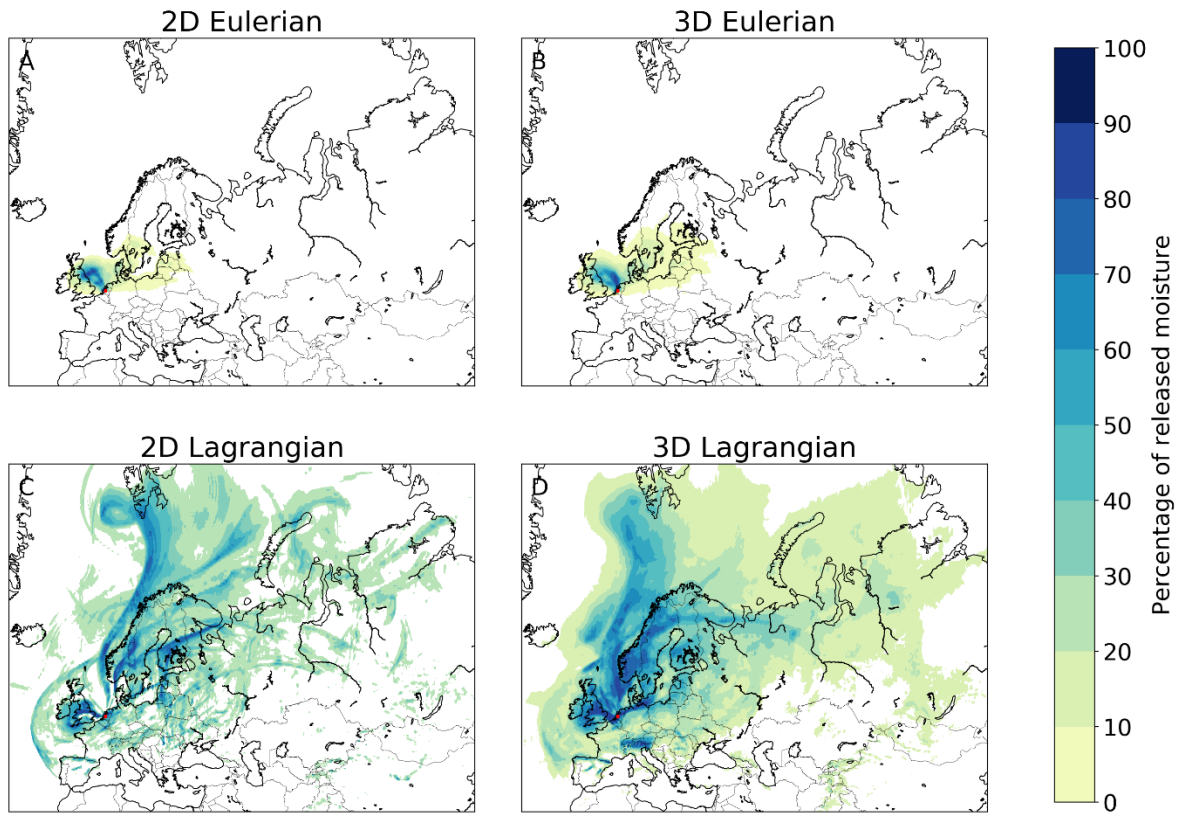 2D Eulerian
3D Eulerian
A
B
2D Lagrangian
3D Lagrangian
C
D
100
90
80
70
60
50
40
30
20
10
0
Percentage of released moisture